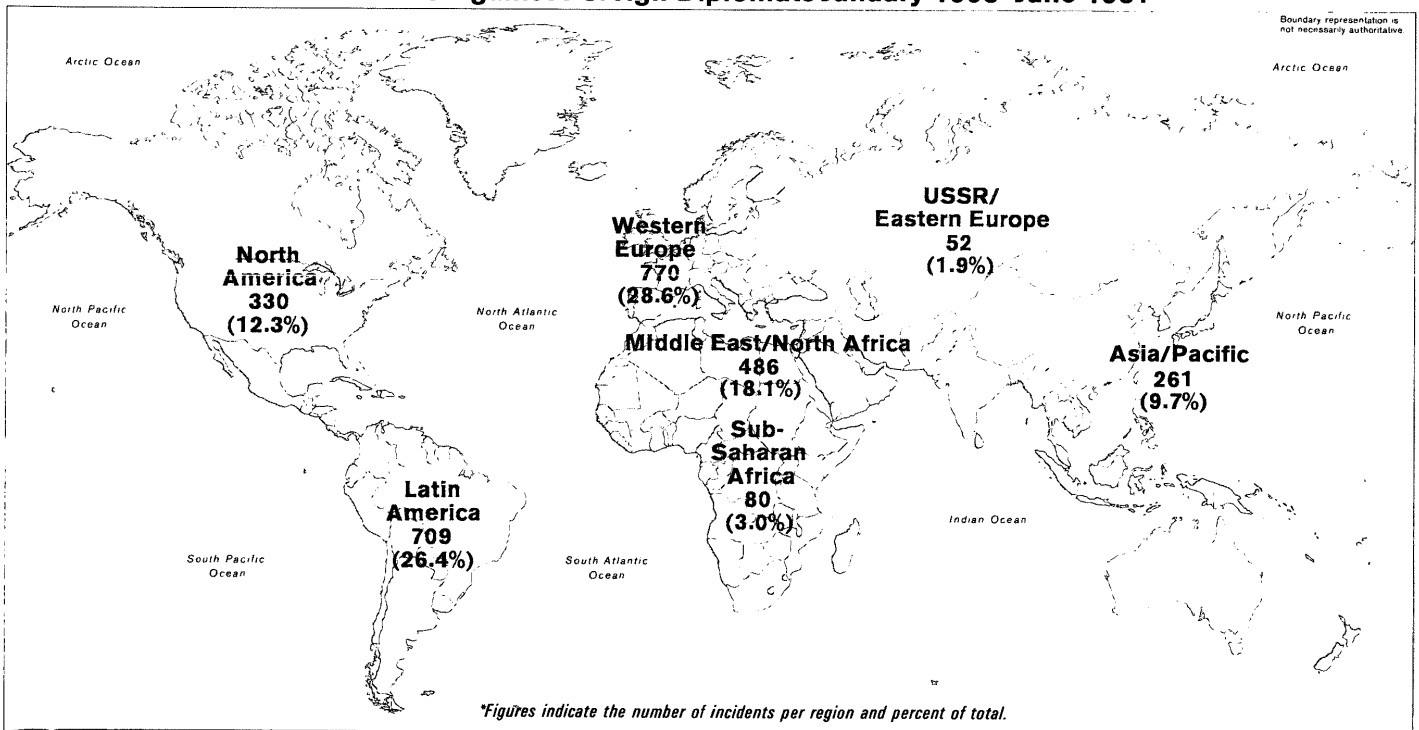 Boundary representation is
not necessarily authoritative.
Arctic Ocean
Arctic Ocean
USSR/
Eastern Europe
52
(1.9%)
Western
Europe
770
(28.6%)
North
America
330
(12.3%)
North Pacific
Ocean
North Atlantic
Ocean
North Pacific
Ocean
Middle East/North Africa
486
(18.1%)
Asia/Pacific
261
(9.7%)
Sub-
Saharan
Africa
80
(3.0%)
Latin
America
709
(26.4%)
Indian Ocean
South Pacific
Ocean
South Atlantic
Ocean
*Figures indicate the number of incidents per region and percent of total.